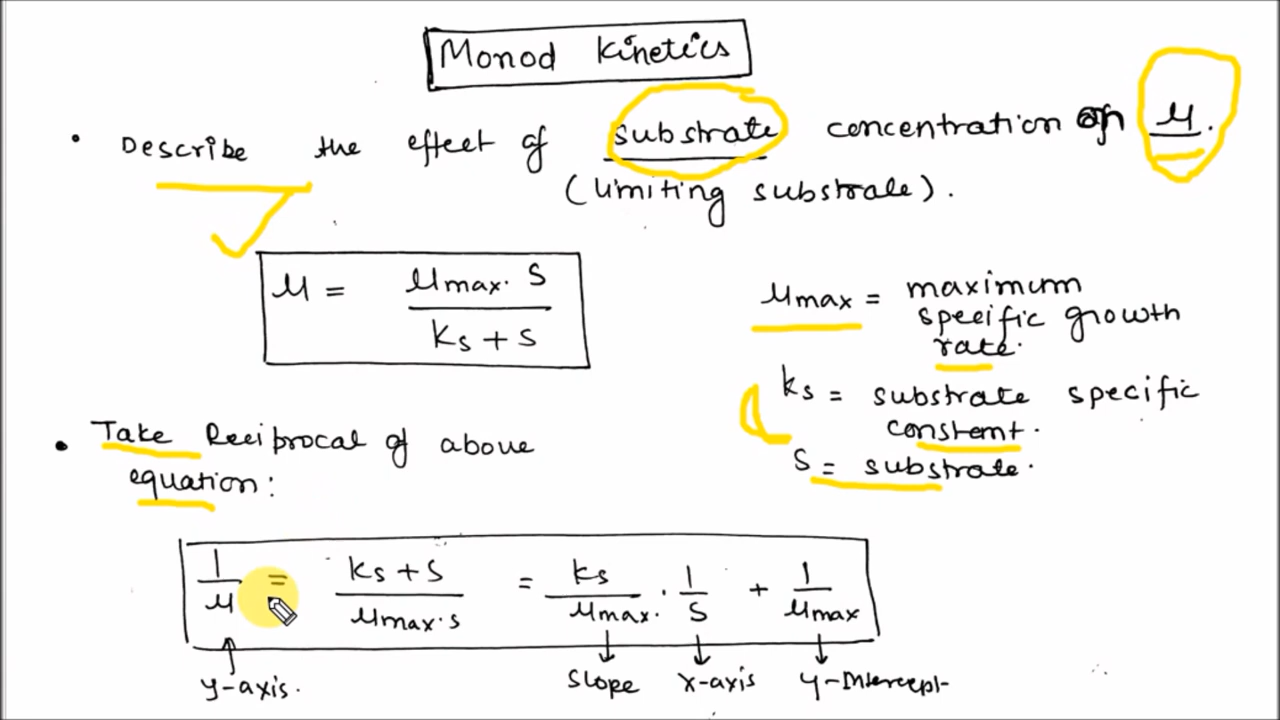 Monod Kinetics
• Describe the effect of substrate concentration on μ.
(limiting substrate).
μ = μmax. S / Ks + S
μmax = maximum
specific growth
rate.
ks = substrate specific
constant.
S = substrate.
• Take Reciprocal of above
equation:
1/μ = ks + S / μmax. s = ks / μmax. . 1/S + 1/μmax
y-axis. slope x-axis y-Intercept